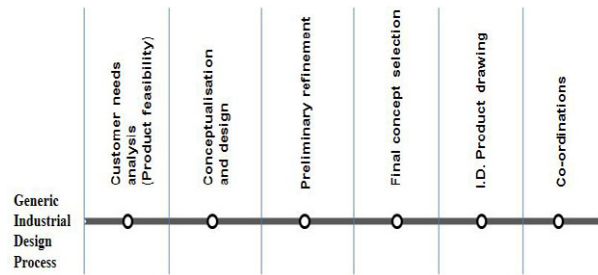 Customer needs
analysis
(Product feasibility)
Conceptualisation
and design
Preliminary refinement
Final concept selection
I.D. Product drawing
Co-ordinations
Generic
Industrial
Design
Process